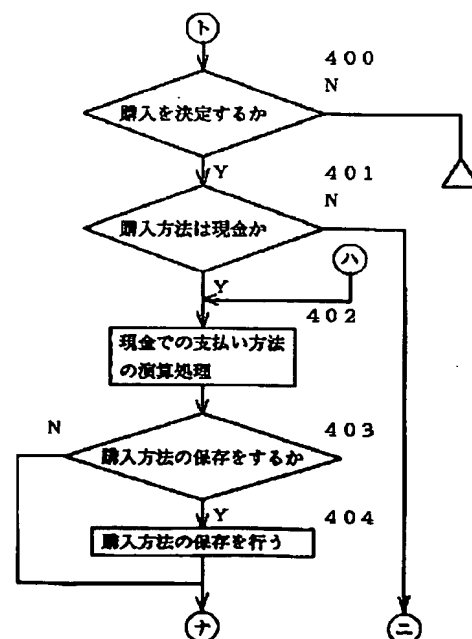 ト
400
N
購入を決定するか
Y
401
N
購入方法は現金か
ハ
Y
402
現金での支払い方法
の演算処理
N
403
購入方法の保存をするか
Y
404
購入方法の保存を行う
ナ
ニ